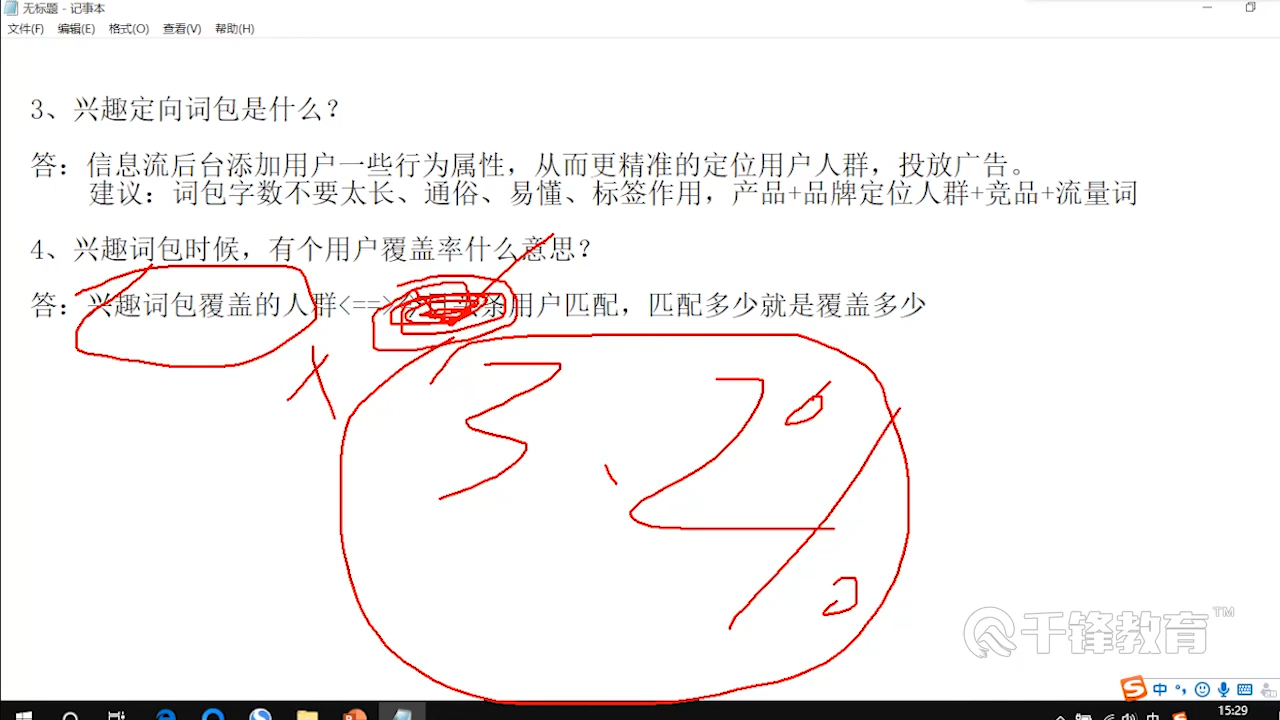 无标题 - 记事本
文件(F) 编辑(E) 格式(O) 查看(V) 帮助(H)
3、兴趣定向词包是什么？
答：信息流后台添加用户一些行为属性，从而更精准的定位用户人群，投放广告。
建议：词包字数不要太长、通俗、易懂、标签作用，产品+品牌定位人群+竞品+流量词
4、兴趣词包时候，有个用户覆盖率什么意思？
答：兴趣词包覆盖的人群<==>今日头条用户匹配，匹配多少就是覆盖多少
3.2%
千锋教育 TM
中
15:29